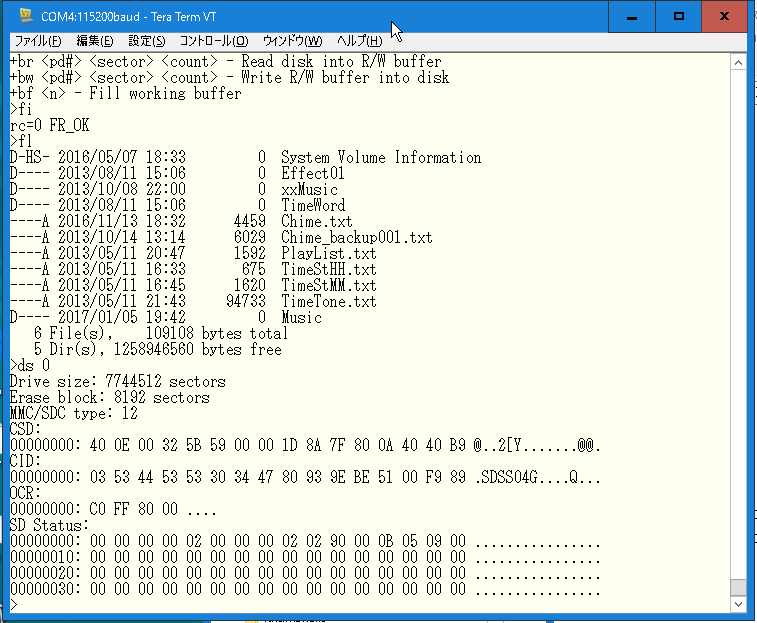 COM4:115200baud - Tera Term VT
ファイル(F) 編集(E) 設定(S) コントロール(O) ウィンドウ(W) ヘルプ(H)
+br <pd#> <sector> <count> - Read disk into R/W buffer
+bw <pd#> <sector> <count> - Write R/W buffer into disk
+bf <n> - Fill working buffer
>fi
rc=0 FR_OK
>fl
D-HS- 2016/05/07 18:33         0  System Volume Information
D---- 2013/08/11 15:06         0  Effect01
D---- 2013/10/08 22:00         0  xxMusic
D---- 2013/08/11 15:06         0  TimeWord
----A 2016/11/13 18:32      4459  Chime.txt
----A 2013/10/14 13:14      6029  Chime_backup001.txt
----A 2013/05/11 20:47      1592  PlayList.txt
----A 2013/05/11 16:33       675  TimeStHH.txt
----A 2013/05/11 16:45      1620  TimeStMM.txt
----A 2013/05/11 21:43     94733  TimeTone.txt
D---- 2017/01/05 19:42         0  Music
   6 File(s),    109108 bytes total
   5 Dir(s), 1258946560 bytes free
>ds 0
Drive size: 7744512 sectors
Erase block: 8192 sectors
MMC/SDC type: 12
CSD:
00000000: 40 0E 00 32 5B 59 00 00 1D 8A 7F 80 0A 40 40 B9 @..2[Y.......@@.
CID:
00000000: 03 53 44 53 53 30 34 47 80 93 9E BE 51 00 F9 89 .SDSS04G....Q...
OCR:
00000000: C0 FF 80 00 ....
SD Status:
00000000: 00 00 00 00 02 00 00 00 02 02 90 00 0B 05 09 00 ................
00000010: 00 00 00 00 00 00 00 00 00 00 00 00 00 00 00 00 ................
00000020: 00 00 00 00 00 00 00 00 00 00 00 00 00 00 00 00 ................
00000030: 00 00 00 00 00 00 00 00 00 00 00 00 00 00 00 00 ................
>